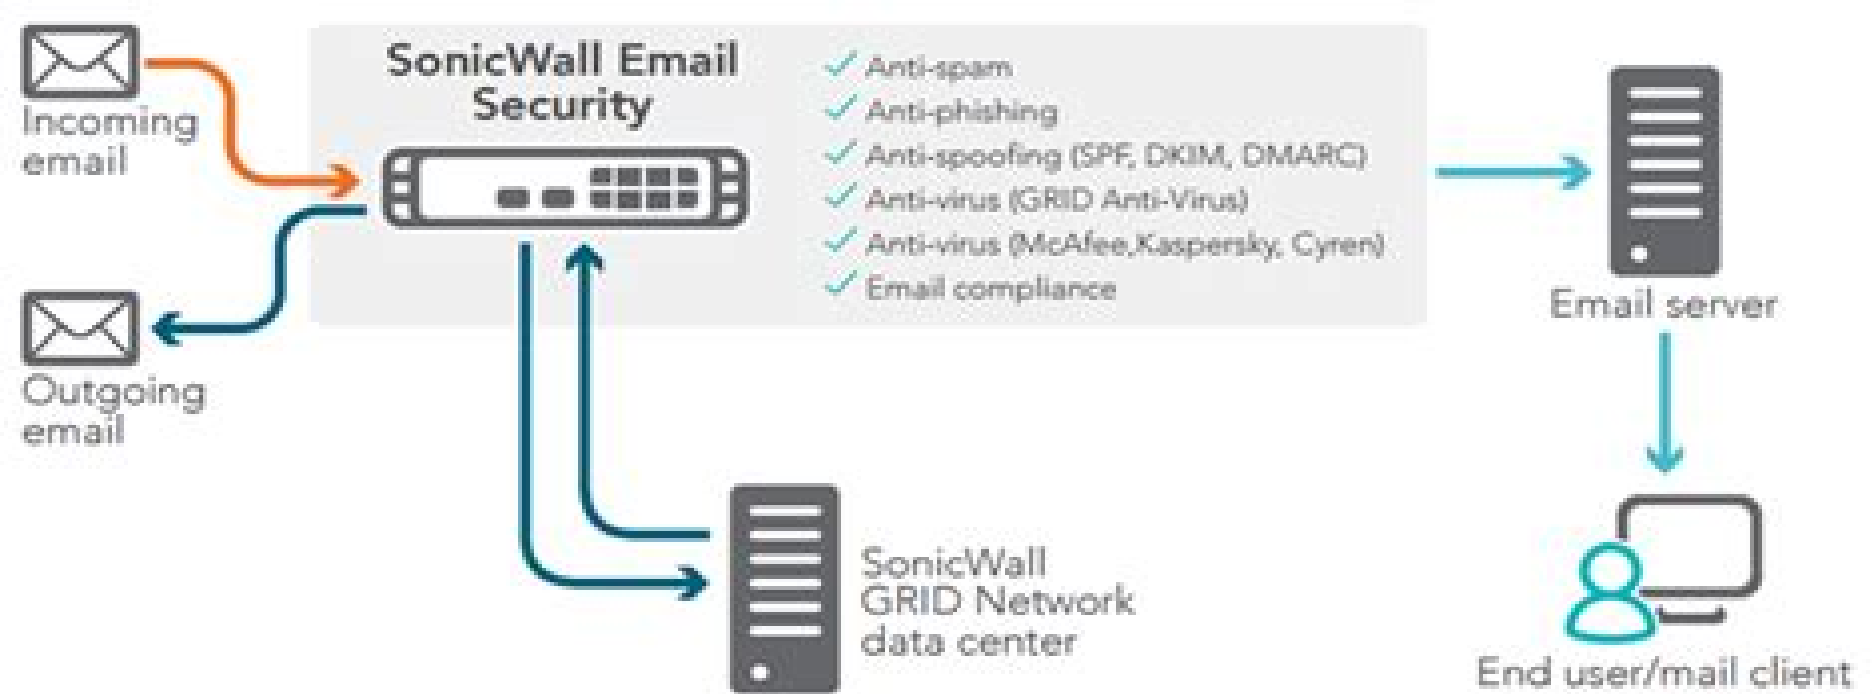 Incoming
email
Outgoing
email
SonicWall Email
Security
Anti-spam
Anti-phishing
Anti-spoofing (SPF, DKIM, DMARC)
Anti-virus (GRID Anti-Virus)
Anti-virus (McAfee,Kaspersky, Cyren)
Email compliance
Email server
SonicWall
GRID Network
data center
End user/mail client